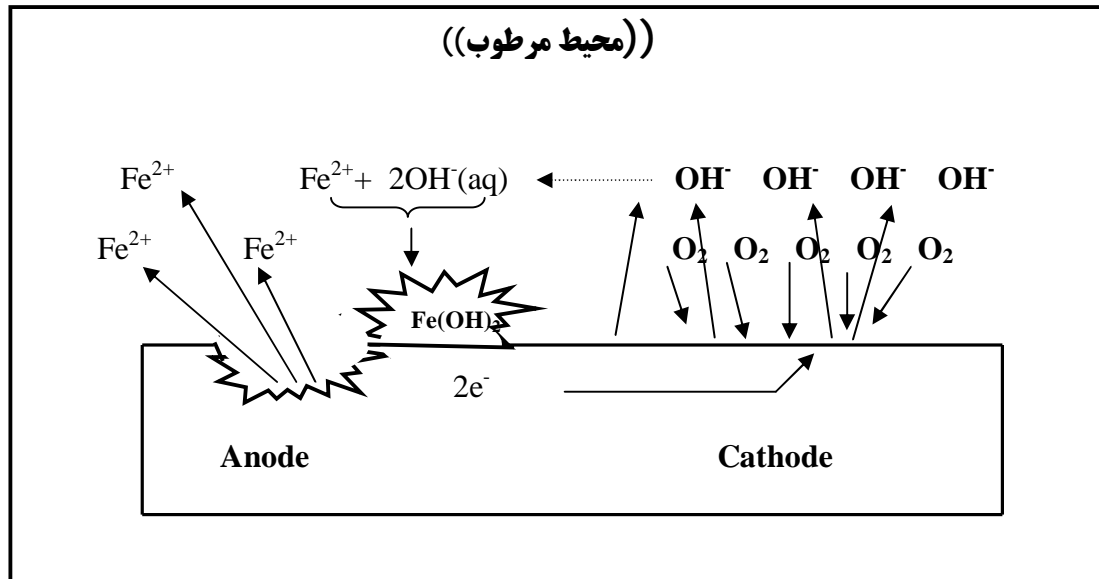 ((محیط مرطوب))
Fe²⁺ Fe²⁺+ 2OH⁻(aq) OH⁻ OH⁻ OH⁻ OH⁻
Fe²⁺ Fe²⁺ O₂ O₂ O₂ O₂ O₂
Fe(OH)₂
2e⁻
Anode Cathode